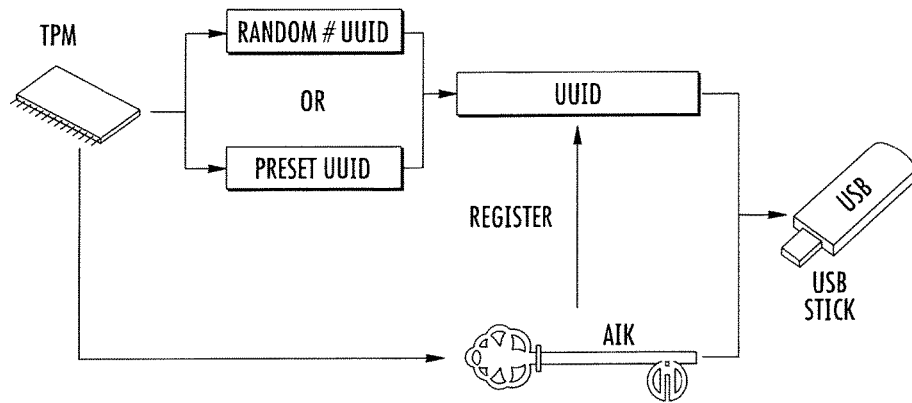 TPM
RANDOM # UUID
OR
PRESET UUID
UUID
REGISTER
AIK
USB
USB
STICK